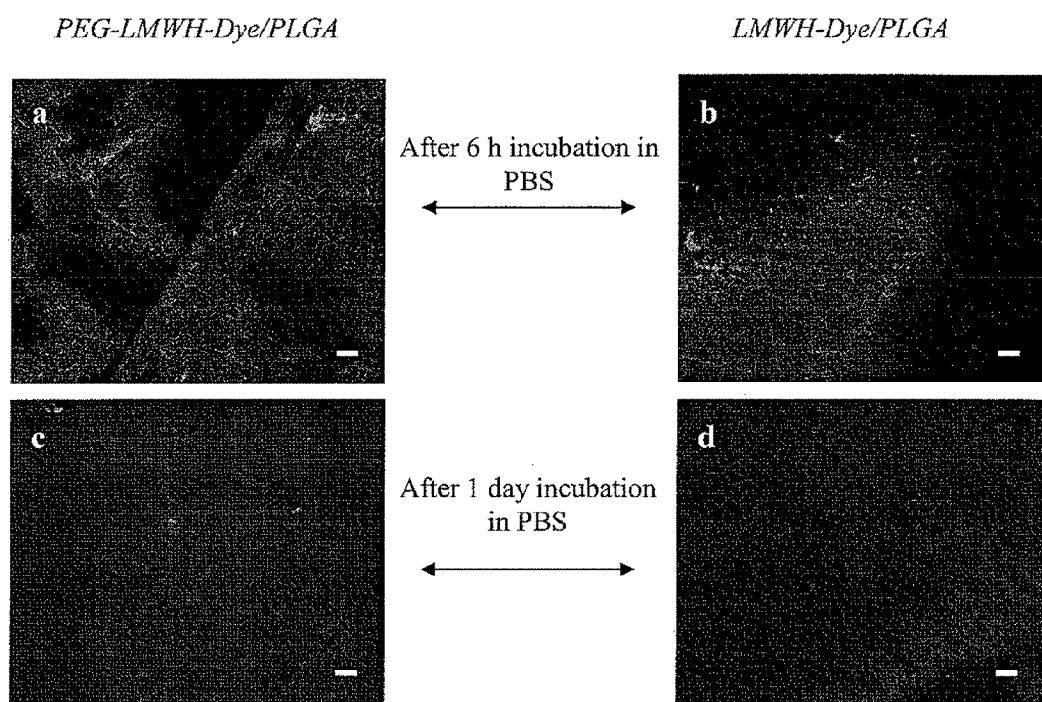 PEG-LMWH-Dye/PLGA
LMWH-Dye/PLGA
a
After 6 h incubation in
PBS
b
c
After 1 day incubation
in PBS
d